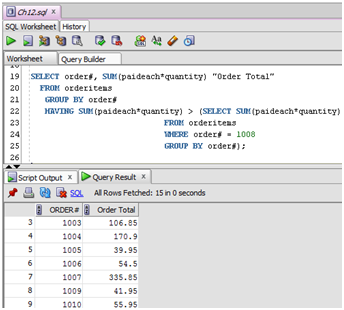 Ch12.sql
SQL Worksheet History
Worksheet Query Builder
18
19 SELECT order#, SUM(paideach*quantity) "Order Total"
20 FROM orderitems
21 GROUP BY order#
22 HAVING SUM(paideach*quantity) > (SELECT SUM(paideach*quantity)
23 FROM orderitems
24 WHERE order# = 1008
25 GROUP BY order#);
26
Script Output Query Result
SQL All Rows Fetched: 15 in 0 seconds
ORDER# Order Total
3 1003 106.85
4 1004 170.9
5 1005 39.95
6 1006 54.5
7 1007 335.85
8 1009 41.95
9 1010 55.95